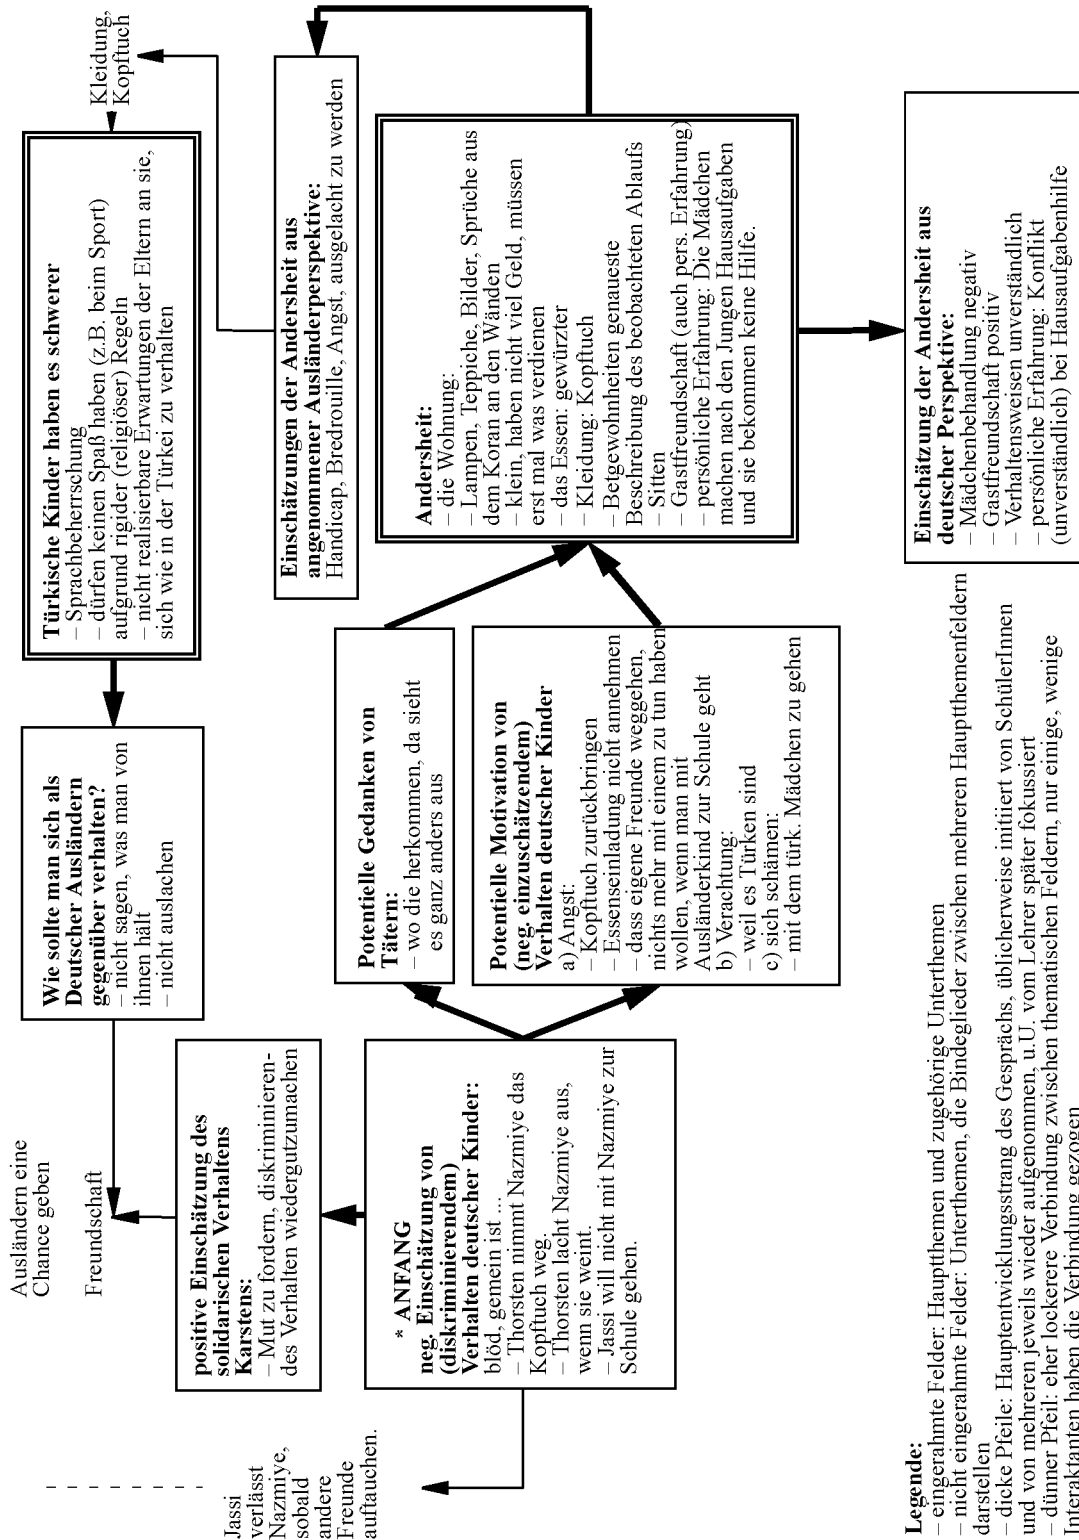 Ausländern eine
Chance geben
Freundschaft
Jassi
verlässt
Nazmiye,
sobald
andere
Freunde
auftauchen.
Wie sollte man sich als
Deutscher Ausländern
gegenüber verhalten?
– nicht sagen, was man von
ihnen hält
– nicht auslachen
Türkische Kinder haben es schwerer
– Sprachbeherrschung
– dürfen keinen Spaß haben (z.B. beim Sport)
aufgrund rigider (religiöser) Regeln
– nicht realisierbare Erwartungen der Eltern an sie,
sich wie in der Türkei zu verhalten
Kleidung,
Kopftuch
positive Einschätzung des
solidarischen Verhaltens
Karstens:
– Mut zu fordern, diskriminieren-
des Verhalten wiedergutzumachen
Einschätzungen der Andersheit aus
angenommener Ausländerperspektive:
Handicap, Bredrouille, Angst, ausgelacht zu werden
* ANFANG
neg. Einschätzung von
(diskriminierendem)
Verhalten deutscher Kinder:
blöd, gemein ist ...
– Thorsten nimmt Nazmiye das
Kopftuch weg.
– Thorsten lacht Nazmiye aus,
wenn sie weint.
– Jassi will nicht mit Nazmiye zur
Schule gehen.
Potentielle Gedanken von
Tätern:
– wo die herkommen, da sieht
es ganz anders aus
Potentielle Motivation von
(neg. einzuschätzendem)
Verhalten deutscher Kinder
a) Angst:
– Kopftuch zurückbringen
– Essenseinladung nicht annehmen
– dass eigene Freunde weggehen,
nichts mehr mit einem zu tun haben
wollen, wenn man mit
Ausländerkind zur Schule geht
b) Verachtung:
– weil es Türken sind
c) sich schämen:
– mit dem türk. Mädchen zu gehen
Andersheit:
– die Wohnung:
– Lampen, Teppiche, Bilder, Sprüche aus
dem Koran an den Wänden
– klein, haben nicht viel Geld, müssen
erst mal was verdienen
– das Essen: gewürzter
– Kleidung: Kopftuch
– Betgewohnheiten genaueste
Beschreibung des beobachteten Ablaufs
– Sitten
– Gastfreundschaft (auch pers. Erfahrung)
– persönliche Erfahrung: Die Mädchen
machen nach den Jungen Hausaufgaben
und sie bekommen keine Hilfe.
Einschätzung der Andersheit aus
deutscher Perspektive:
– Mädchenbehandlung negativ
– Gastfreundschaft positiv
– Verhaltensweisen unverständlich
– persönliche Erfahrung: Konflikt
(unverständlich) bei Hausaufgabenhilfe
Legende:
– eingerahmte Felder: Hauptthemen und zugehörige Unterthemen
– nicht eingerahmte Felder: Unterthemen, die Bindeglieder zwischen mehreren Hauptthemenfeldern
darstellen
– dicke Pfeile: Hauptentwicklungsstrang des Gesprächs, üblicherweise initiiert von SchülerInnen
und von mehreren jeweils wieder aufgenommen, u.U. vom Lehrer später fokussiert
– dünner Pfeil: eher lockerere Verbindung zwischen thematischen Feldern, nur einige, wenige
Interaktanten haben die Verbindung gezogen